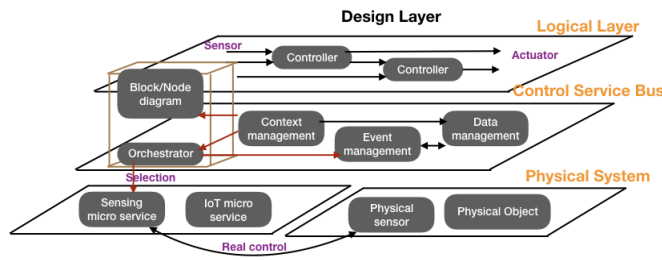 Design Layer
Logical Layer
Sensor
Controller
Actuator
Controller
Block/Node
diagram
Control Service Bus
Context
management
Data
management
Event
management
Orchestrator
Selection
Physical System
Sensing
micro service
IoT micro
service
Physical
sensor
Physical Object
Real control